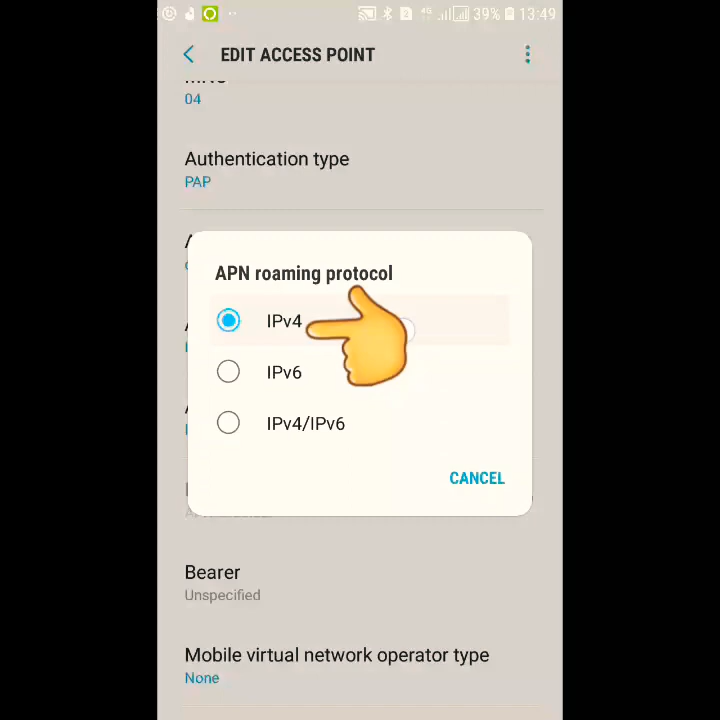 39% 13:49
EDIT ACCESS POINT
04
Authentication type
PAP
APN roaming protocol
IPv4
IPv6
IPv4/IPv6
CANCEL
Bearer
Unspecified
Mobile virtual network operator type
None